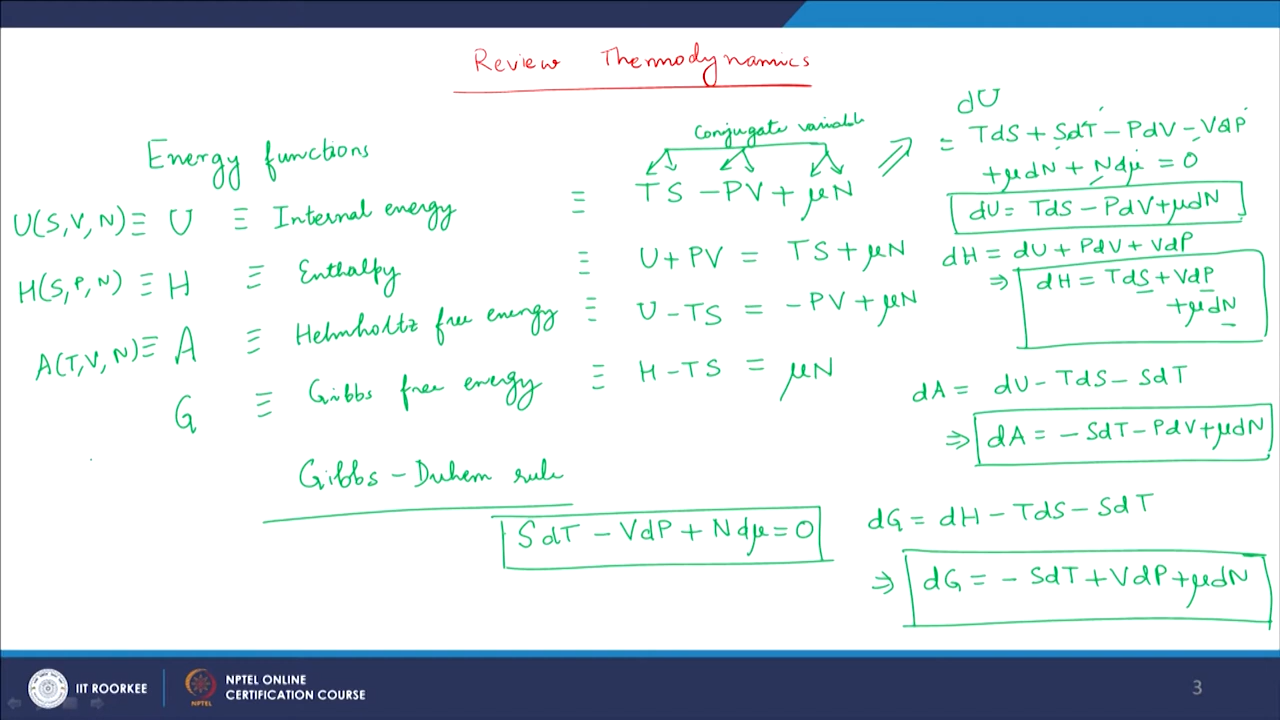 Review Thermodynamics
Energy functions
Conjugate variable
U(S,V,N) ≡ U ≡ Internal energy ≡ TS - PV + μN
H(S,P,N) ≡ H ≡ Enthalpy ≡ U + PV = TS + μN
A(T,V,N) ≡ A ≡ Helmholtz free energy ≡ U - TS = -PV + μN
G ≡ Gibbs free energy ≡ H - TS = μN
Gibbs - Duhem rule
SdT - VdP + Ndμ = 0
dU
= TdS + SdT - PdV - VdP
+ μdN + Ndμ = 0
dU = TdS - PdV + μdN
dH = dU + PdV + VdP
⇒ dH = TdS + VdP
+ μdN
dA = dU - TdS - SdT
⇒ dA = - SdT - PdV + μdN
dG = dH - TdS - SdT
⇒ dG = - SdT + VdP + μdN
IIT ROORKEE
NPTEL
NPTEL ONLINE
CERTIFICATION COURSE
3